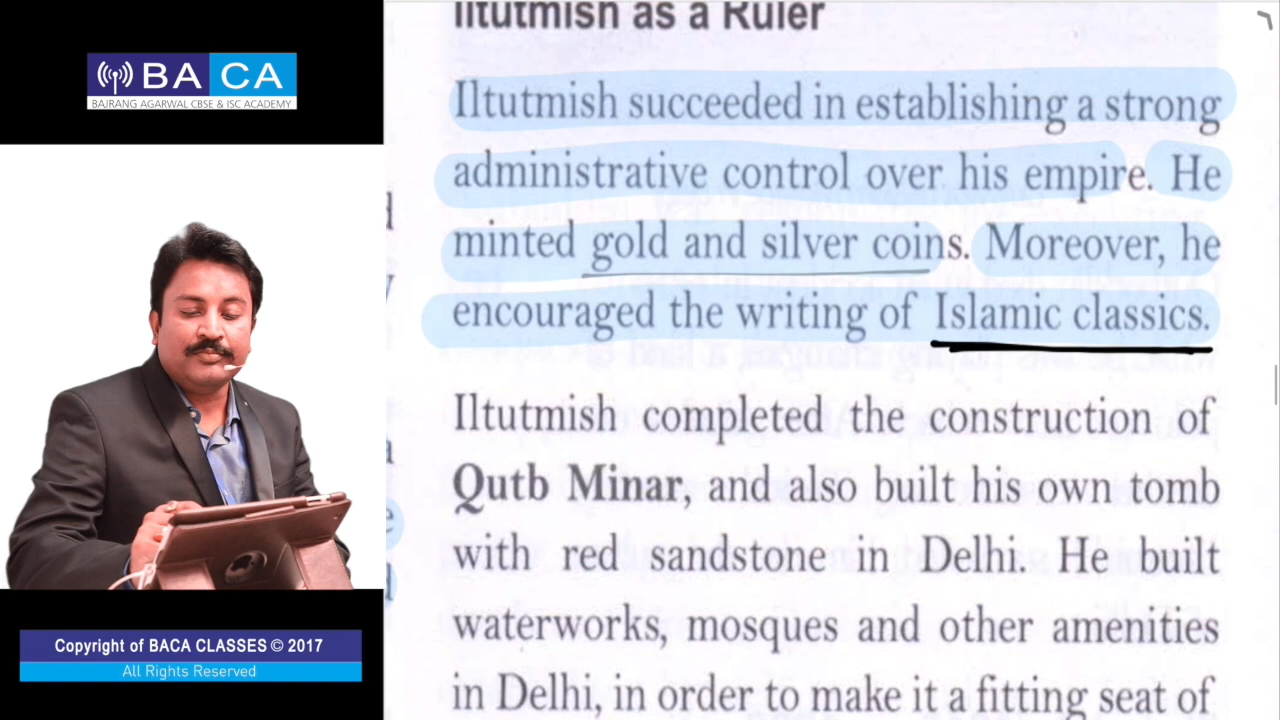 BACA
BAJRANG AGARWAL CBSE & ISC ACADEMY
Iltutmish as a Ruler
Iltutmish succeeded in establishing a strong
administrative control over his empire. He
minted gold and silver coins. Moreover, he
encouraged the writing of Islamic classics.
Iltutmish completed the construction of
Qutb Minar, and also built his own tomb
with red sandstone in Delhi. He built
waterworks, mosques and other amenities
in Delhi, in order to make it a fitting seat of
Copyright of BACA CLASSES © 2017
All Rights Reserved